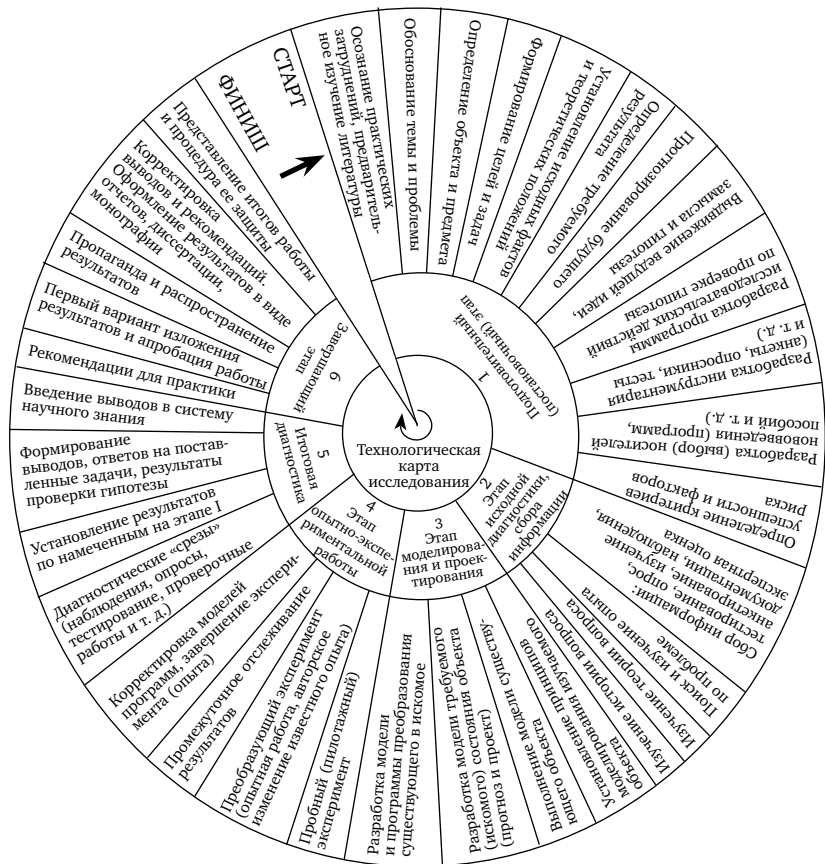 СТАРТ
ФИНИШ
Осознание практических
затруднений, предваритель-
ное изучение литературы
Обоснование темы и проблемы
Определение объекта и предмета
Формирование целей и задач
Установление исходных фактов
и теоретических положений
Определение требуемого
результата
Прогнозирование будущего
Выдвижение ведущей идеи,
замысла и гипотезы
Разработка программы
исследовательских действий
по проверке гипотезы
Разработка инструментария
(анкеты, опросники, тесты
и т. д.)
Разработка (выбор) носителей
нововведения (программ,
пособий и т. д.)
Определение критериев
успешности и факторов
риска
Сбор информации:
тестирование, опрос,
анкетирование, изучение
документации, наблюдения,
экспертная оценка
Поиск и изучение опыта
по проблеме
Изучение теории вопроса
Изучение истории вопроса
Установление принципов
моделирования изучаемого
объекта
Выполнение модели существу-
ющего объекта
Разработка модели требуемого
(искомого) состояния объекта
(прогноз и проект)
Разработка модели
и программы преобразования
существующего в искомое
Пробный (пилотажный)
эксперимент
Преобразующий эксперимент
(опытная работа, авторское
изменение известного опыта)
Промежуточное отслеживание
результатов
Корректировка моделей
программ, завершение экспери-
мента (опыта)
Диагностические «срезы»
(наблюдения, опросы,
тестирование, проверочные
работы и т. д.)
Установление результатов
по намеченным на этапе I
Формирование
выводов, ответов на постав-
ленные задачи, результаты
проверки гипотезы
Введение выводов в систему
научного знания
Рекомендации для практики
Первый вариант изложения
результатов и апробация работы
Пропаганда и распространение
результатов
Корректировка
выводов и рекомендаций.
Оформление результатов в виде
отчетов, диссертации,
монографии
Представление итогов работы
и процедура ее защиты
1
Подготовительный
(постановочный) этап
2
Этап
исходной
диагностики,
сбора
информации
3
Этап
моделирова-
ния и проек-
тирования
4
Этап
опытно-экспе-
риментальной
работы
5
Итоговая
диагностика
6
Завершающий
этап
Технологическая
карта
исследования